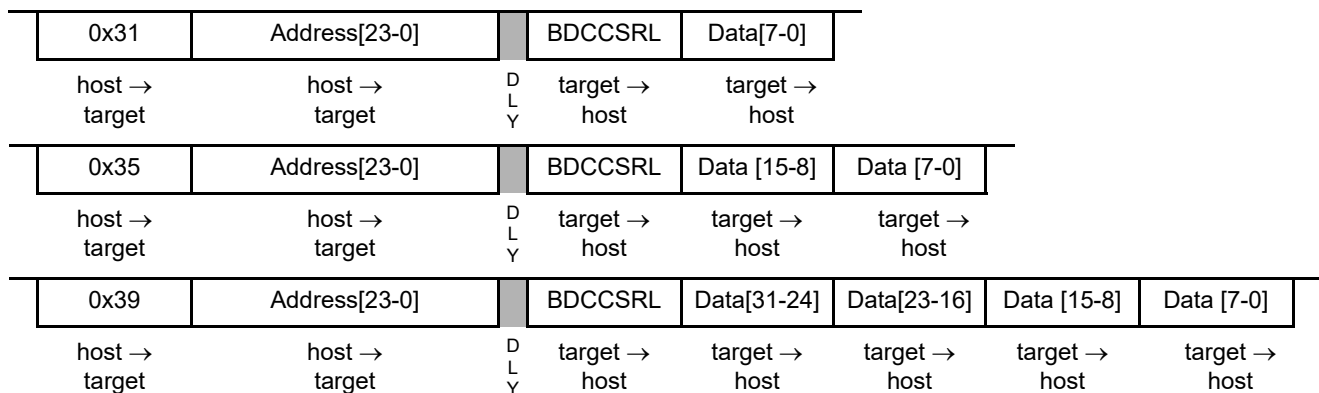 0x31 Address[23-0] BDCCSRL Data[7-0]
host → target host → target D L Y target → host target → host
0x35 Address[23-0] BDCCSRL Data [15-8] Data [7-0]
host → target host → target D L Y target → host target → host target → host
0x39 Address[23-0] BDCCSRL Data[31-24] Data[23-16] Data [15-8] Data [7-0]
host → target host → target D L Y target → host target → host target → host target → host target → host